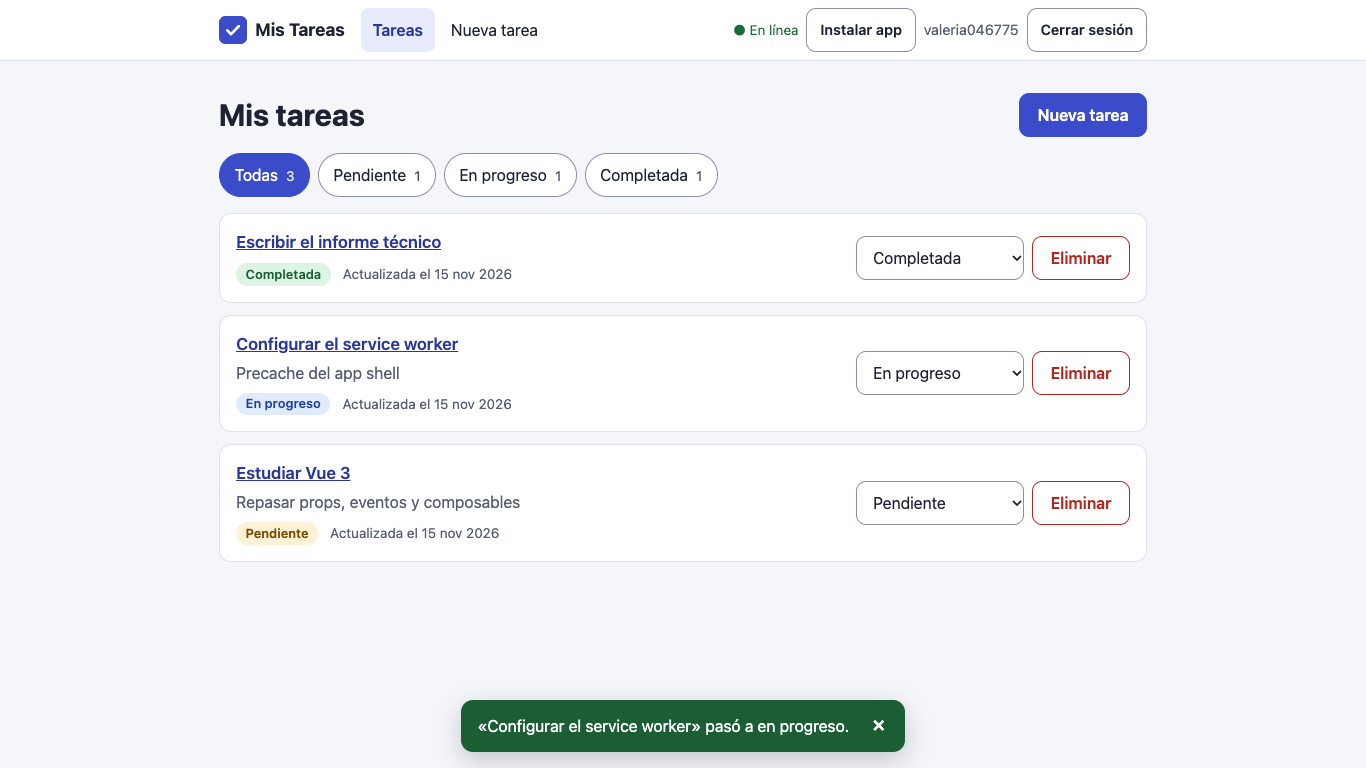 Mis Tareas
Tareas
Nueva tarea
En línea
Instalar app
valeria046775
Cerrar sesión
Mis tareas
Nueva tarea
Todas 3
Pendiente 1
En progreso 1
Completada 1
Escribir el informe técnico
Completada
Actualizada el 15 nov 2026
Completada
Eliminar
Configurar el service worker
Precache del app shell
En progreso
Actualizada el 15 nov 2026
En progreso
Eliminar
Estudiar Vue 3
Repasar props, eventos y composables
Pendiente
Actualizada el 15 nov 2026
Pendiente
Eliminar
«Configurar el service worker» pasó a en progreso.